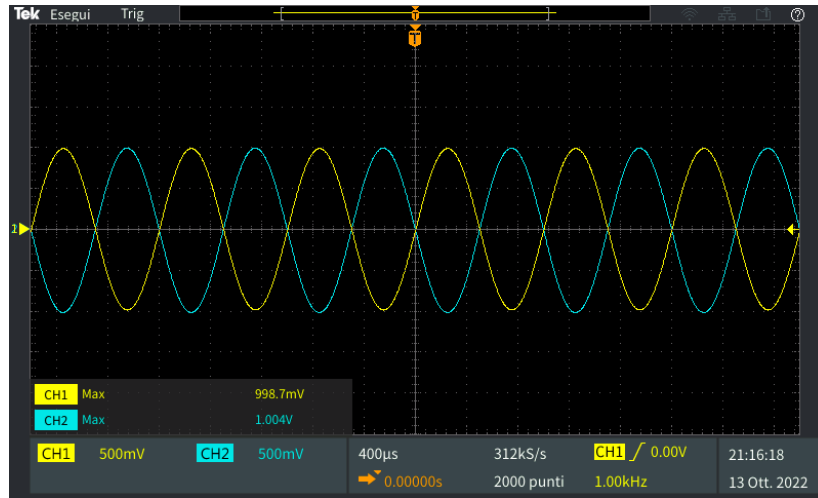 Tek Esegui Trig
T
T
1
CH1 Max 998.7mV
CH2 Max 1.004V
CH1 500mV CH2 500mV 400µs 312kS/s CH1 0.00V 21:16:18
0.00000s 2000 punti 1.00kHz 13 Ott. 2022